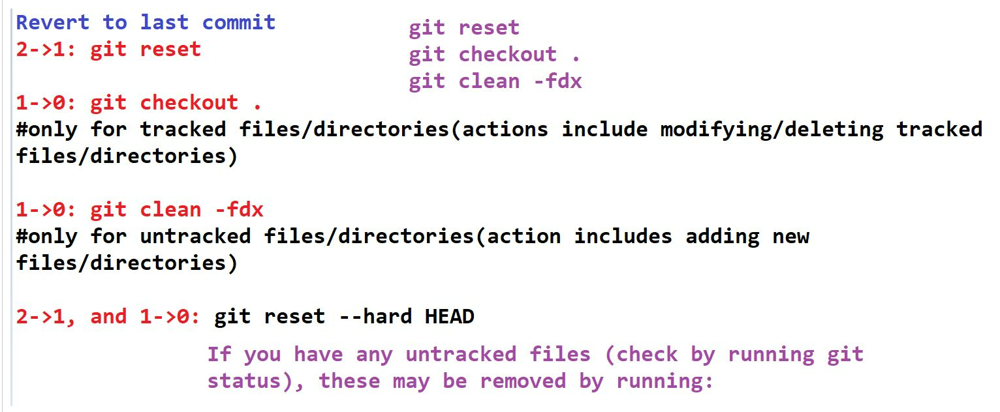 Revert to last commit
2->1: git reset
git reset
git checkout .
git clean -fdx
1->0: git checkout .
#only for tracked files/directories(actions include modifying/deleting tracked
files/directories)
1->0: git clean -fdx
#only for untracked files/directories(action includes adding new
files/directories)
2->1, and 1->0: git reset --hard HEAD
If you have any untracked files (check by running git
status), these may be removed by running: